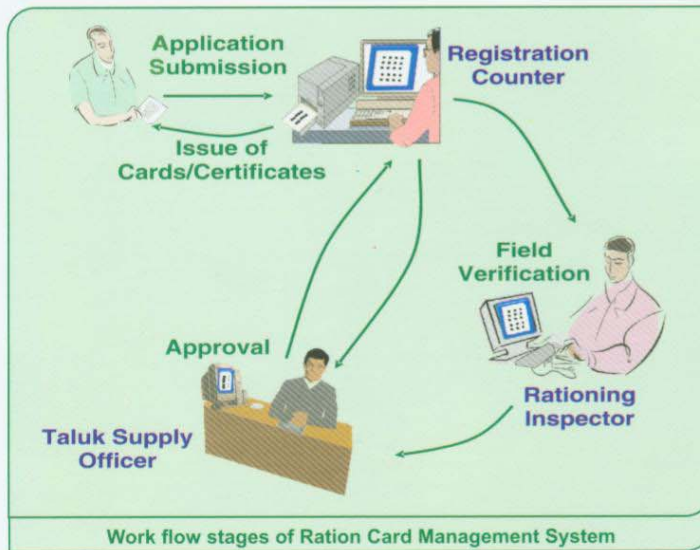 Application
Submission
Registration
Counter
Issue of
Cards/Certificates
Field
Verification
Approval
Rationing
Inspector
Taluk Supply
Officer
Work flow stages of Ration Card Management System